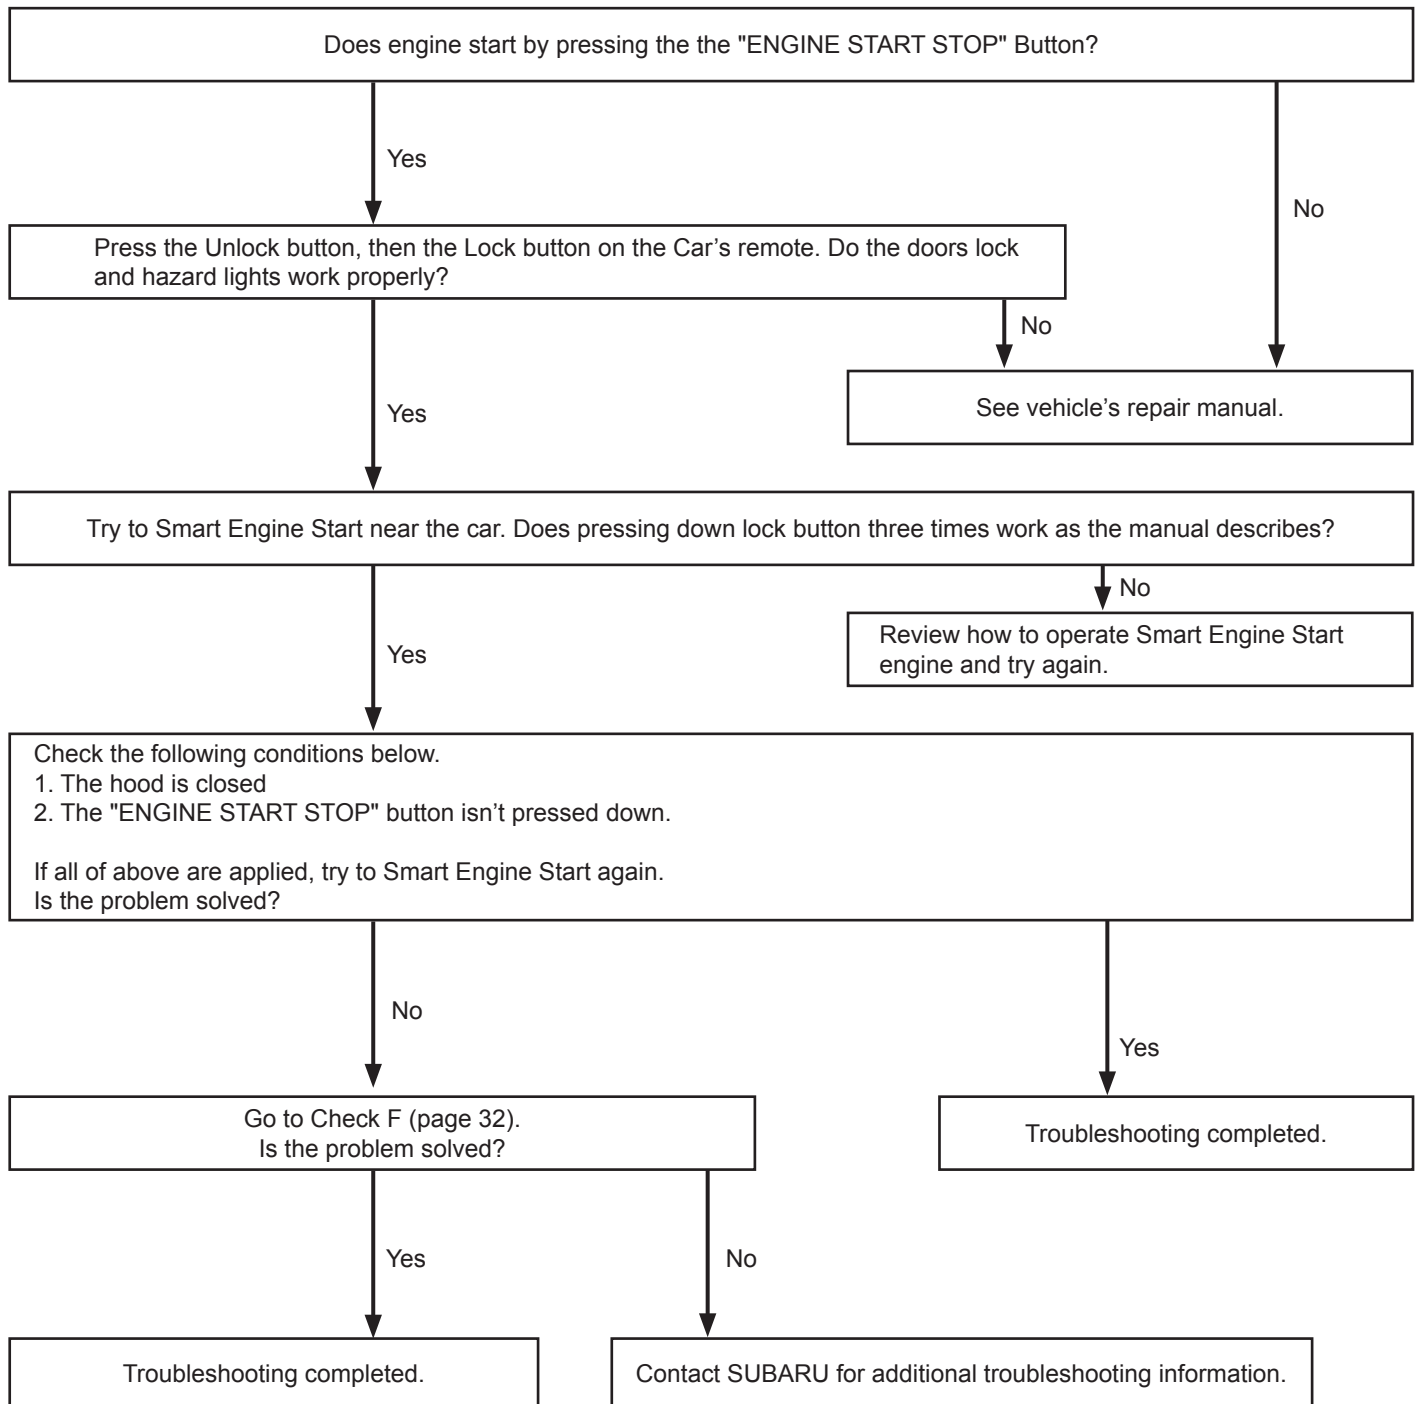 Does engine start by pressing the the "ENGINE START STOP" Button?
Yes
No
Press the Unlock button, then the Lock button on the Car’s remote. Do the doors lock
and hazard lights work properly?
No
Yes
See vehicle’s repair manual.
Try to Smart Engine Start near the car. Does pressing down lock button three times work as the manual describes?
No
Yes
Review how to operate Smart Engine Start
engine and try again.
Check the following conditions below.
1. The hood is closed
2. The "ENGINE START STOP" button isn’t pressed down.
If all of above are applied, try to Smart Engine Start again.
Is the problem solved?
No
Yes
Go to Check F (page 32).
Is the problem solved?
Troubleshooting completed.
Yes
No
Troubleshooting completed.
Contact SUBARU for additional troubleshooting information.